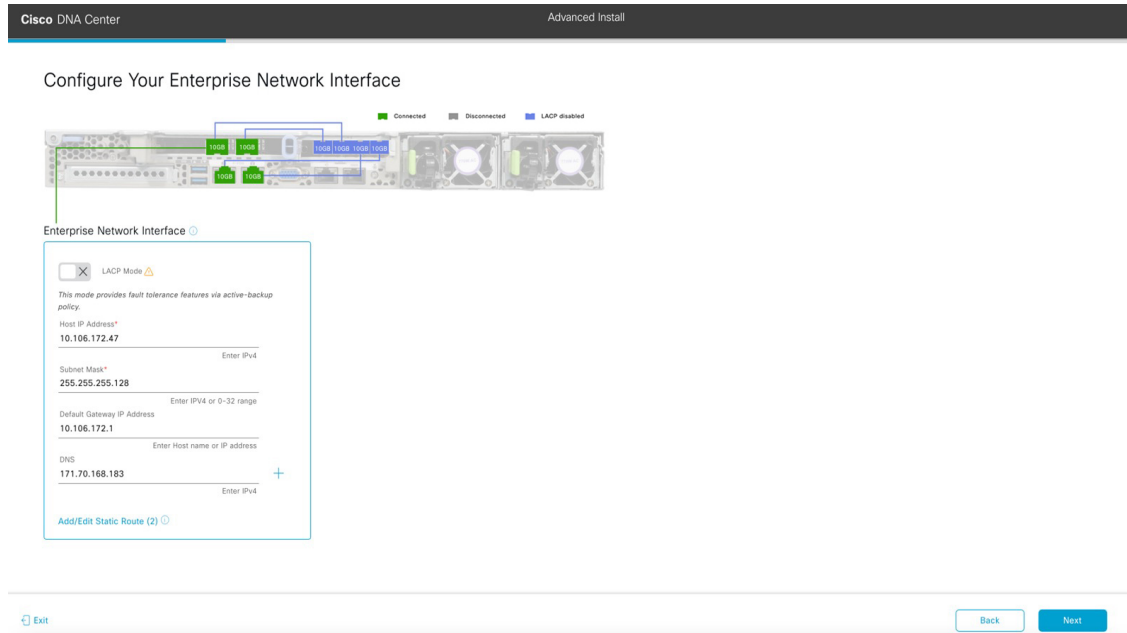 Cisco DNA Center
Advanced Install
Configure Your Enterprise Network Interface
Connected
Disconnected
LACP disabled
10GB 10GB
10GB 10GB 10GB 10GB
10GB 10GB
Enterprise Network Interface
LACP Mode
This mode provides fault tolerance features via active-backup
policy.
Host IP Address*
10.106.172.47
Enter IPv4
Subnet Mask*
255.255.255.128
Enter IPV4 or 0-32 range
Default Gateway IP Address
10.106.172.1
Enter Host name or IP address
DNS
171.70.168.183
Enter IPv4
Add/Edit Static Route (2)
Exit
Back
Next